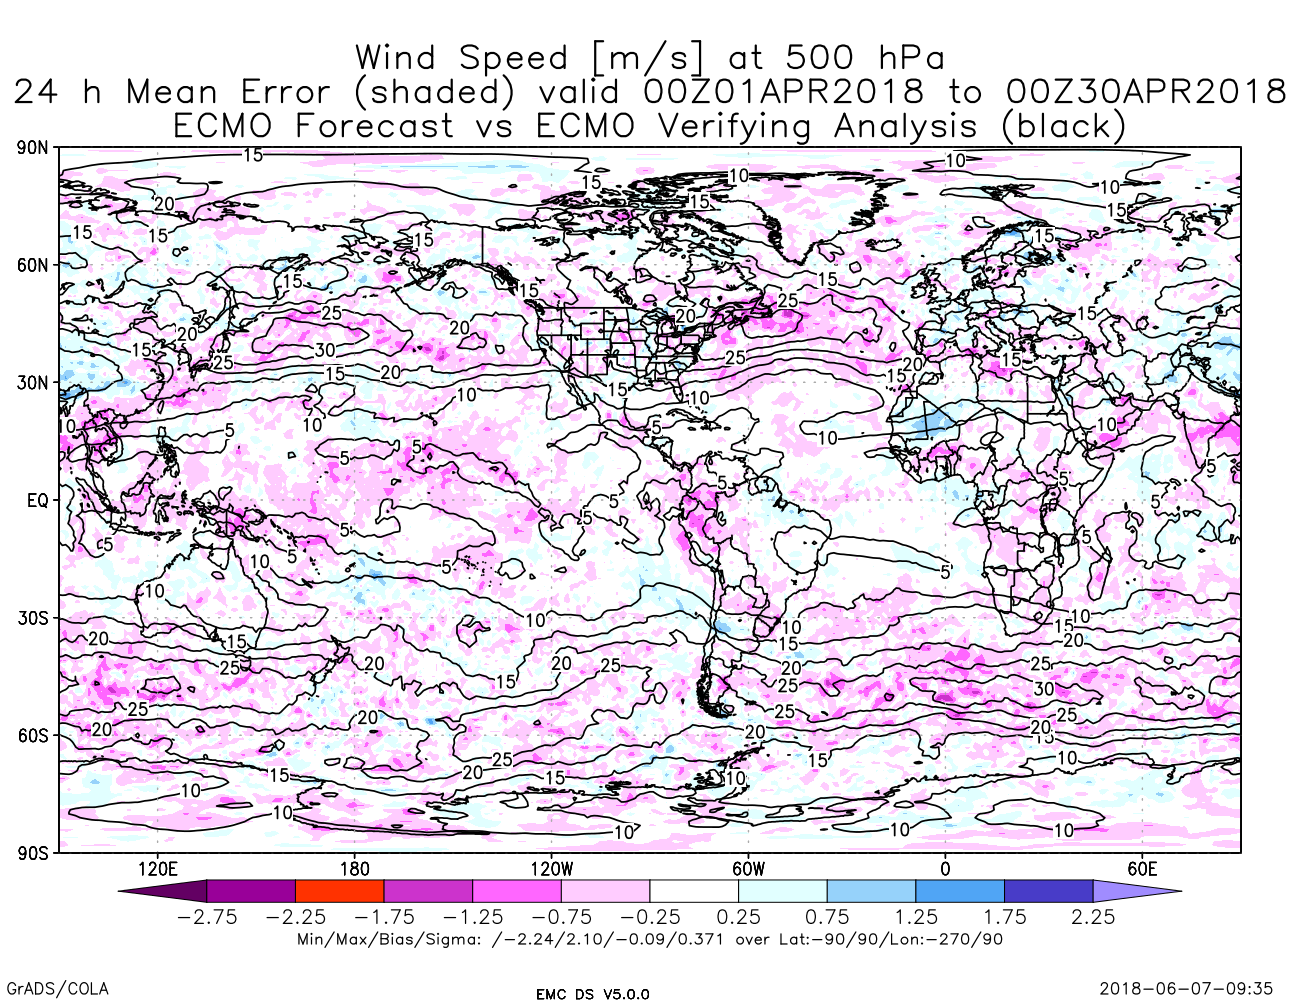 Wind Speed [m/s] at 500 hPa
24 h Mean Error (shaded) valid 00Z01APR2018 to 00Z30APR2018
ECMO Forecast vs ECMO Verifying Analysis (black)
90N
60N
30N
EQ
30S
60S
90S
120E 180 120W 60W 0 60E
−2.75 −2.25 −1.75 −1.25 −0.75 −0.25 0.25 0.75 1.25 1.75 2.25
Min/Max/Bias/Sigma: /−2.24/2.10/−0.09/0.371 over Lat:−90/90/Lon:−270/90
GrADS/COLA EMC DS V5.0.0 2018−06−07−09:35